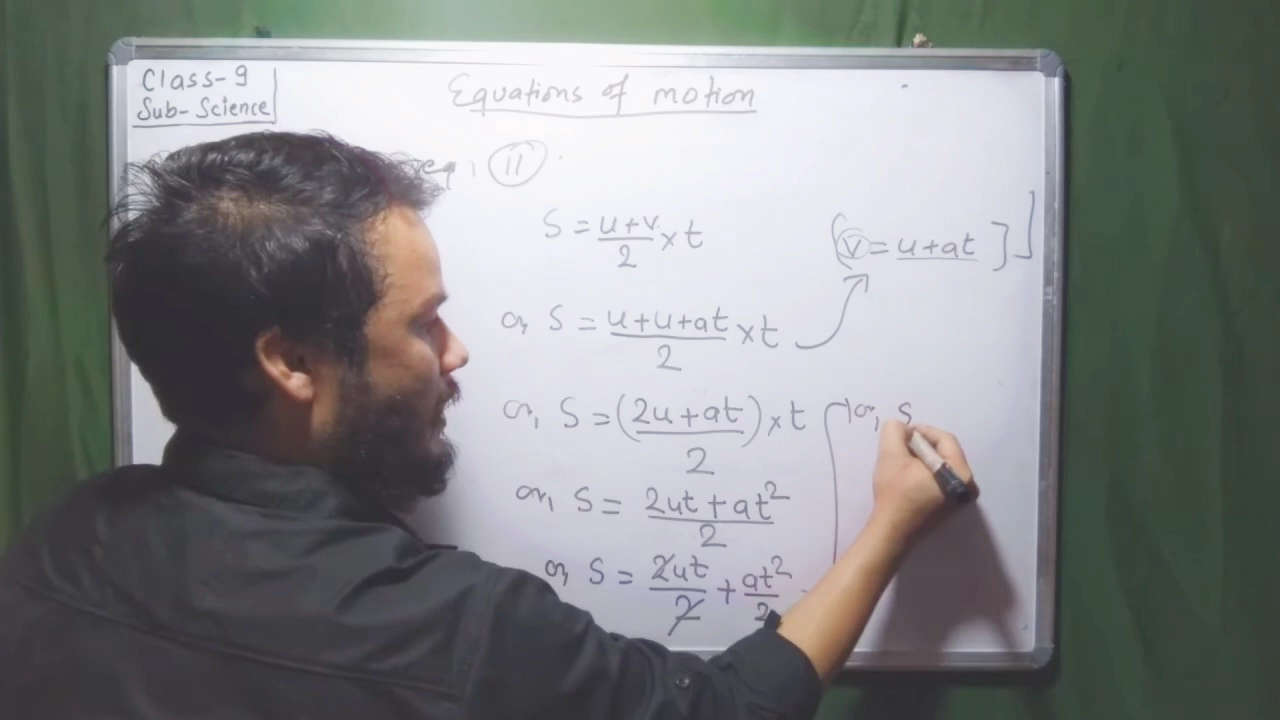 Class-9
Sub-Science
Equations of motion
eq, (11)
S = u+v/2 × t
(v = u+at ]]
or, S = u+u+at/2 × t
or, S = (2u+at)/2 × t
or, S = 2ut+at²/2
or, S = 2ut/2 + at²/2
or, S